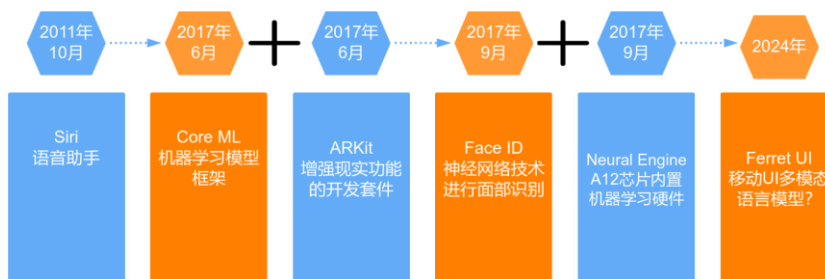 2011年
10月
2017年
6月
2017年
6月
2017年
9月
2017年
9月
2024年
Siri
语音助手
Core ML
机器学习模型
框架
ARKit
增强现实功能
的开发套件
Face ID
神经网络技术
进行面部识别
Neural Engine
A12芯片内置
机器学习硬件
Ferret UI
移动UI多模态
语言模型?